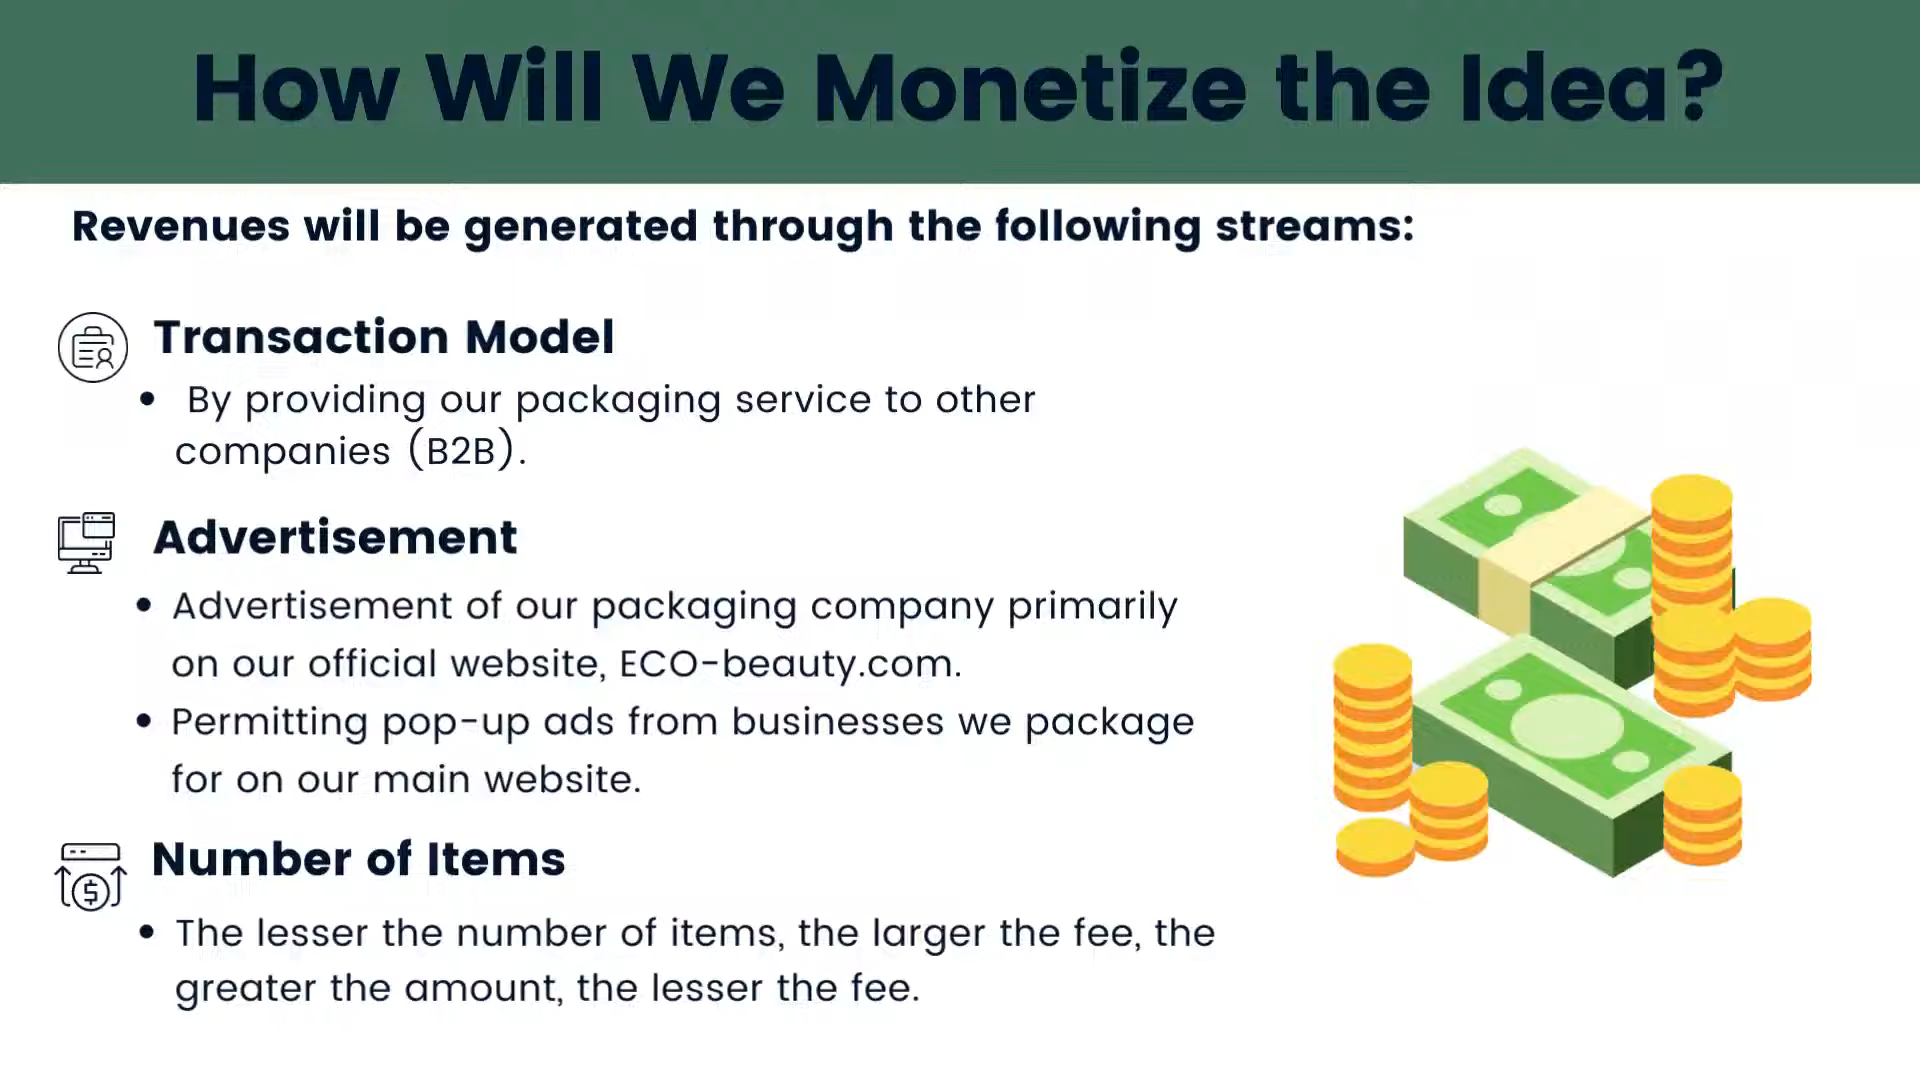 How Will We Monetize the Idea?
Revenues will be generated through the following streams:
Transaction Model
• By providing our packaging service to other
companies (B2B).
Advertisement
• Advertisement of our packaging company primarily
on our official website, ECO-beauty.com.
• Permitting pop-up ads from businesses we package
for on our main website.
Number of Items
• The lesser the number of items, the larger the fee, the
greater the amount, the lesser the fee.